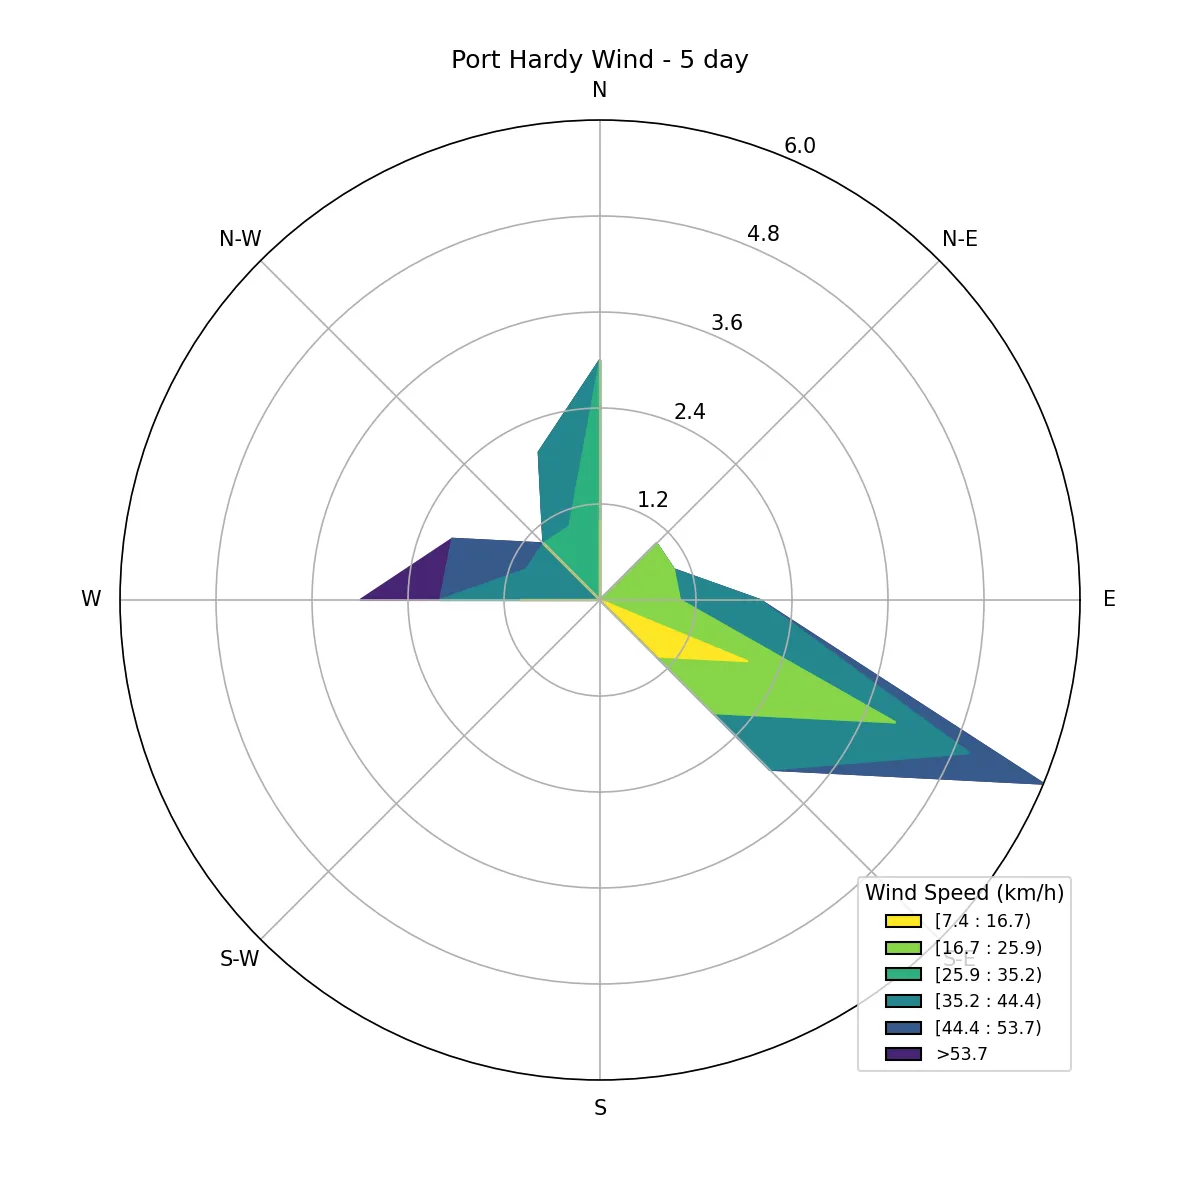 Port Hardy Wind - 5 day
N
6.0
N-W
4.8
N-E
3.6
2.4
1.2
W
E
S-W
S-E
S
Wind Speed (km/h)
[7.4 : 16.7)
[16.7 : 25.9)
[25.9 : 35.2)
[35.2 : 44.4)
[44.4 : 53.7)
>53.7